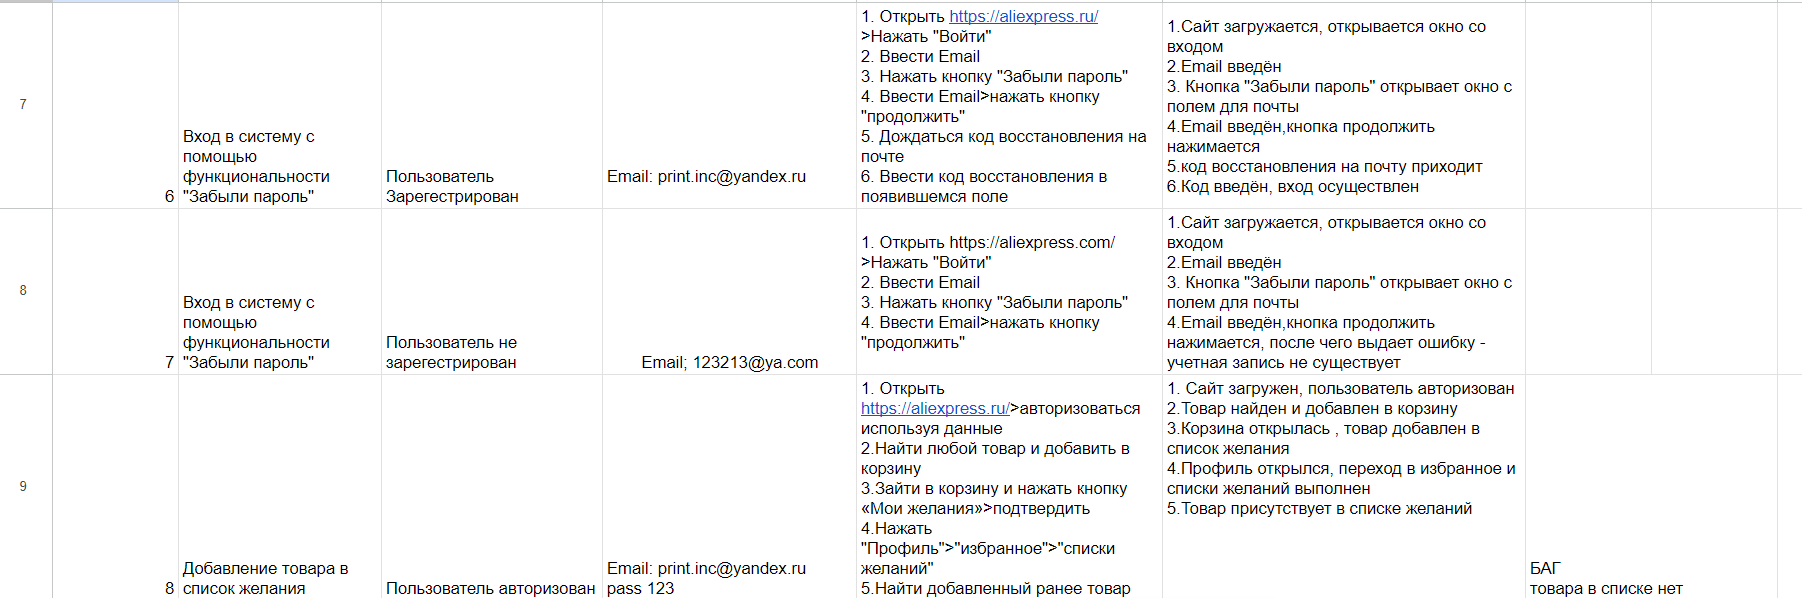 7
6
Вход в систему с
помощью
функциональности
"Забыли пароль"
Пользователь
Зарегестрирован
Email: print.inc@yandex.ru
1. Открыть https://aliexpress.ru/
>Нажать "Войти"
2. Ввести Email
3. Нажать кнопку "Забыли пароль"
4. Ввести Email>нажать кнопку
"продолжить"
5. Дождаться код восстановления на
почте
6. Ввести код восстановления в
появившемся поле
1.Сайт загружается, открывается окно со
входом
2.Email введён
3. Кнопка "Забыли пароль" открывает окно с
полем для почты
4.Email введён,кнопка продолжить
нажимается
5.код восстановления на почту приходит
6.Код введён, вход осуществлен
8
7
Вход в систему с
помощью
функциональности
"Забыли пароль"
Пользователь не
зарегестрирован
Email; 123213@ya.com
1. Открыть https://aliexpress.com/
>Нажать "Войти"
2. Ввести Email
3. Нажать кнопку "Забыли пароль"
4. Ввести Email>нажать кнопку
"продолжить"
1.Сайт загружается, открывается окно со
входом
2.Email введён
3. Кнопка "Забыли пароль" открывает окно с
полем для почты
4.Email введён,кнопка продолжить
нажимается, после чего выдает ошибку -
учетная запись не существует
9
8
Добавление товара в
список желания
Пользователь авторизован
Email: print.inc@yandex.ru
pass 123
1. Открыть
https://aliexpress.ru/>авторизоваться
используя данные
2.Найти любой товар и добавить в
корзину
3.Зайти в корзину и нажать кнопку
«Мои желания»>подтвердить
4.Нажать
"Профиль">"избранное">"списки
желаний"
5.Найти добавленный ранее товар
1. Сайт загружен, пользователь авторизован
2.Товар найден и добавлен в корзину
3.Корзина открылась , товар добавлен в
список желания
4.Профиль открылся, переход в избранное и
списки желаний выполнен
5.Товар присутствует в списке желаний
БАГ
товара в списке нет